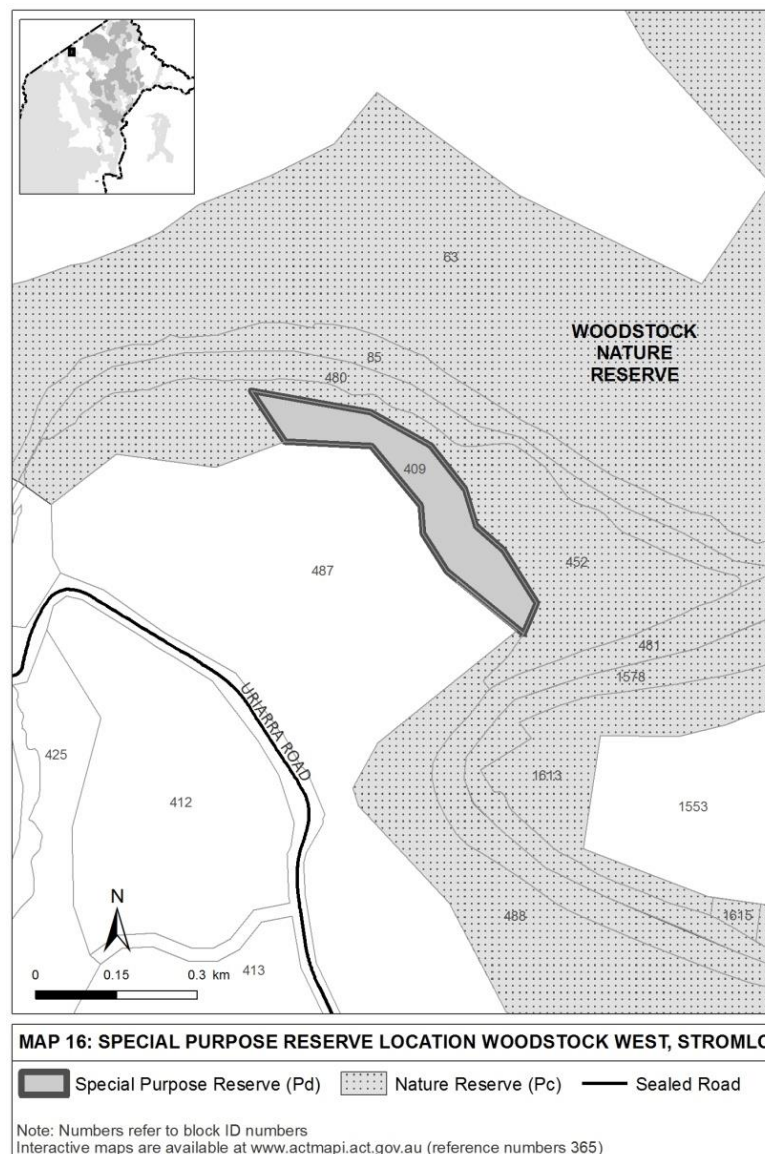 63
WOODSTOCK
NATURE
RESERVE
85
480
409
452
487
481
1578
URIARRA ROAD
425
412
1613
1553
488
1615
N
0 0.15 0.3 km
413
MAP 16: SPECIAL PURPOSE RESERVE LOCATION WOODSTOCK WEST, STROMLO
Special Purpose Reserve (Pd) Nature Reserve (Pc) Sealed Road
Note: Numbers refer to block ID numbers
Interactive maps are available at www.actmapi.act.gov.au (reference numbers 365)